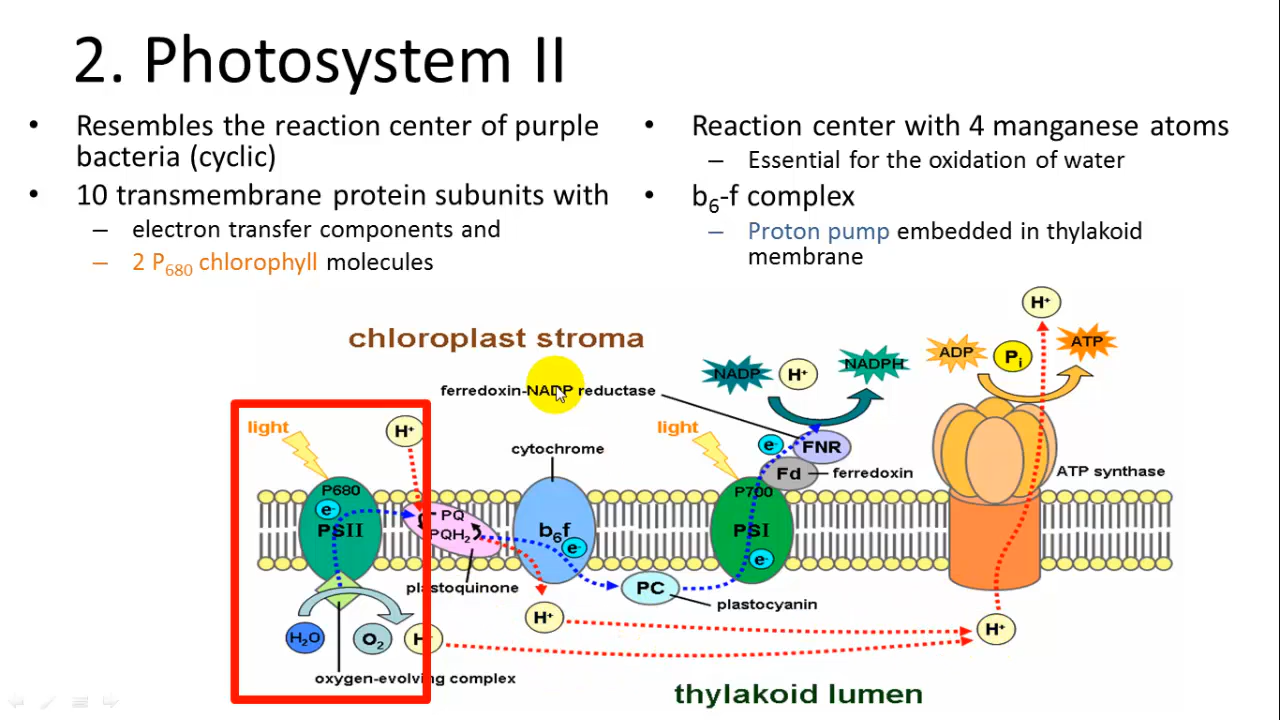 2. Photosystem II
• Resembles the reaction center of purple
bacteria (cyclic)
• 10 transmembrane protein subunits with
– electron transfer components and
– 2 P680 chlorophyll molecules
• Reaction center with 4 manganese atoms
– Essential for the oxidation of water
• b6-f complex
– Proton pump embedded in thylakoid
membrane
chloroplast stroma
ferredoxin-NADP reductase
light
H+
cytochrome
light
NADP
H+
NADPH
ADP
Pi
ATP
H+
P680
e-
PSII
PQ
PQH2
b6f
e-
P700
PSI
e-
e-
FNR
Fd
ferredoxin
ATP synthase
plastoquinone
PC
plastocyanin
H2O
O2
H+
H+
H+
oxygen-evolving complex
thylakoid lumen